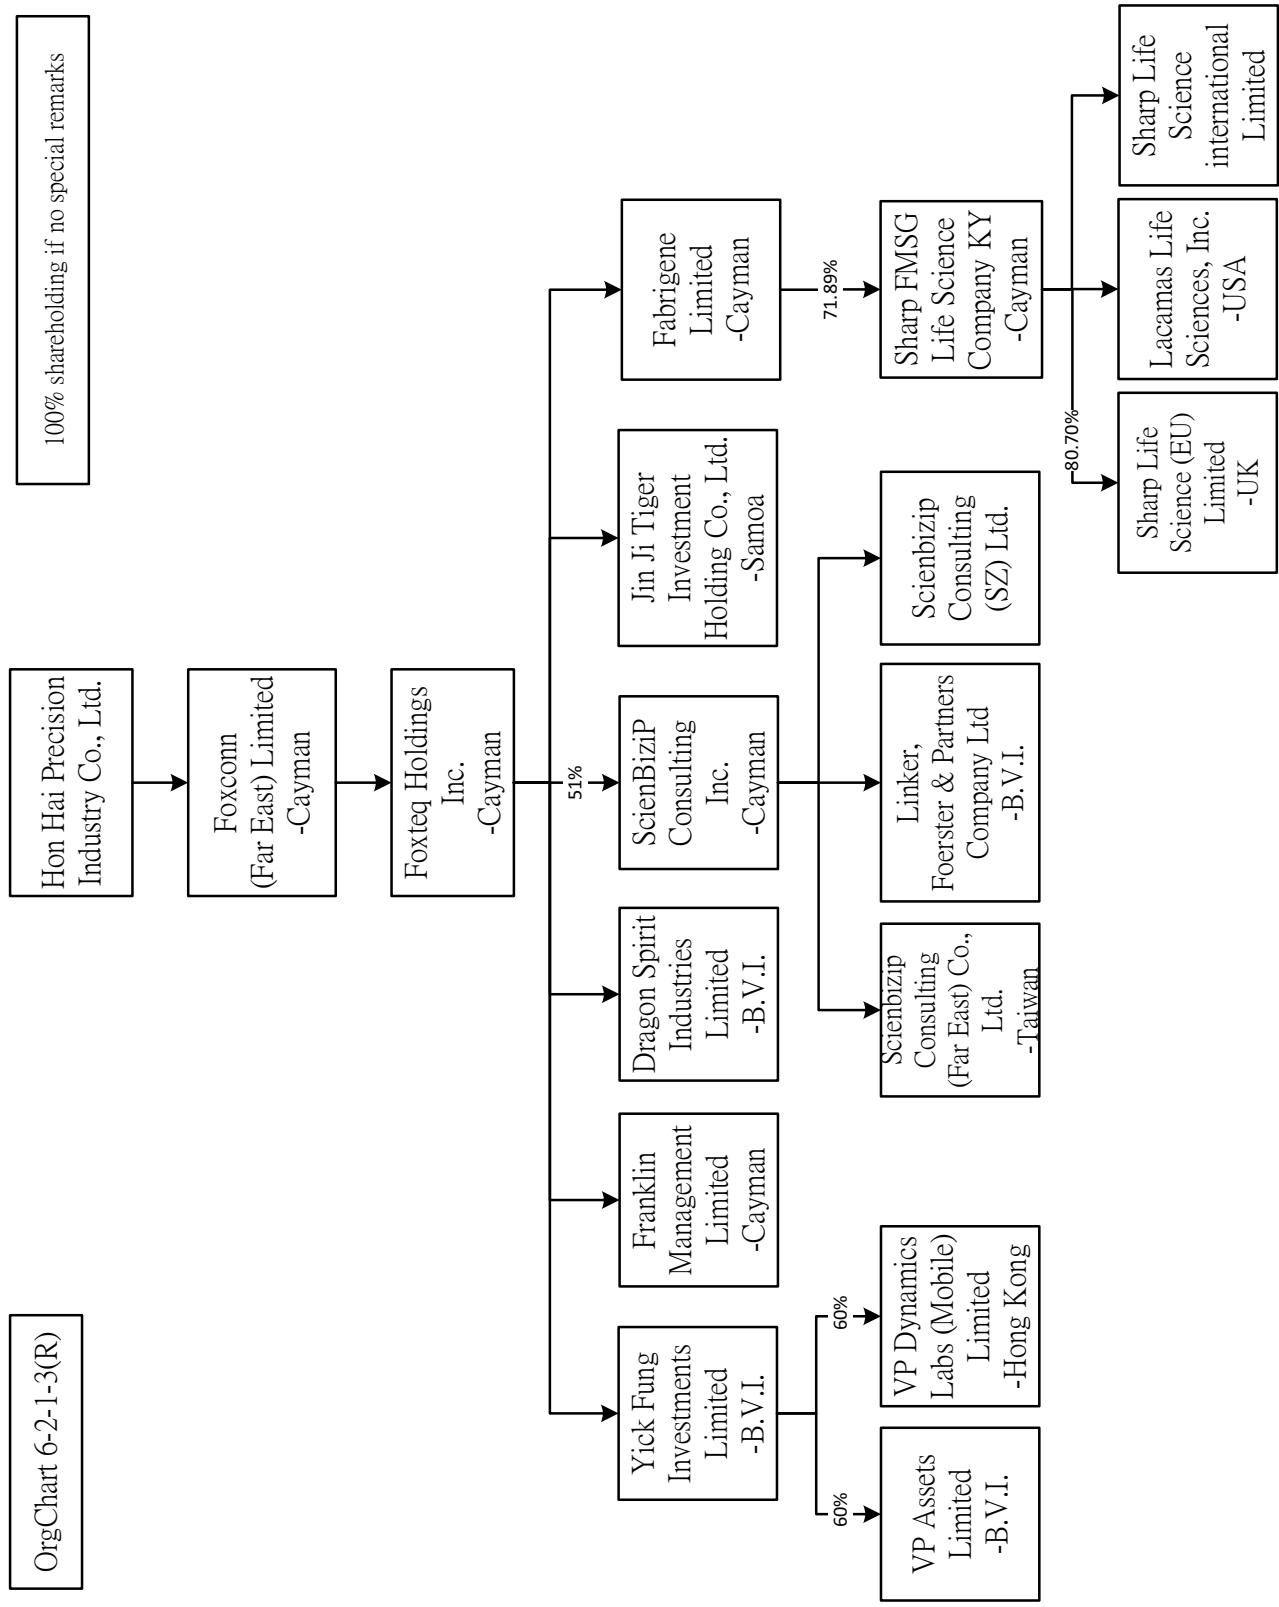 OrgChart 6-2-1-3(R)
100% shareholding if no special remarks
Hon Hai Precision
Industry Co., Ltd.
Foxconn
(Far East) Limited
-Cayman
Foxteq Holdings
Inc.
-Cayman
51%
Yick Fung
Investments
Limited
-B.V.I.
Franklin
Management
Limited
-Cayman
Dragon Spirit
Industries
Limited
-B.V.I.
ScienBiziP
Consulting
Inc.
-Cayman
Jin Ji Tiger
Investment
Holding Co., Ltd.
-Samoa
Fabrigene
Limited
-Cayman
60%
60%
71.89%
VP Assets
Limited
-B.V.I.
VP Dynamics
Labs (Mobile)
Limited
-Hong Kong
Scienbizip
Consulting
(Far East) Co.,
Ltd.
-Taiwan
Linker,
Foerster & Partners
Company Ltd
-B.V.I.
Scienbizip
Consulting
(SZ) Ltd.
Sharp FMSG
Life Science
Company KY
-Cayman
80.70%
Sharp Life
Science (EU)
Limited
-UK
Lacamas Life
Sciences, Inc.
-USA
Sharp Life
Science
international
Limited